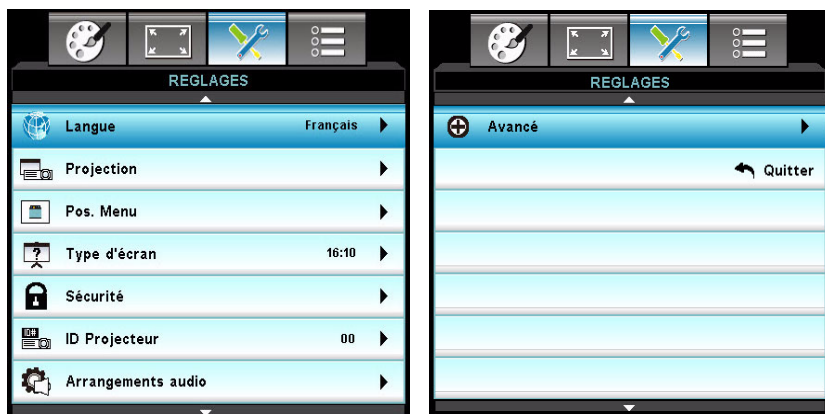 REGLAGES
Langue Français
Projection
Pos. Menu
Type d'écran 16:10
Sécurité
ID Projecteur 00
Arrangements audio
REGLAGES
Avancé
Quitter